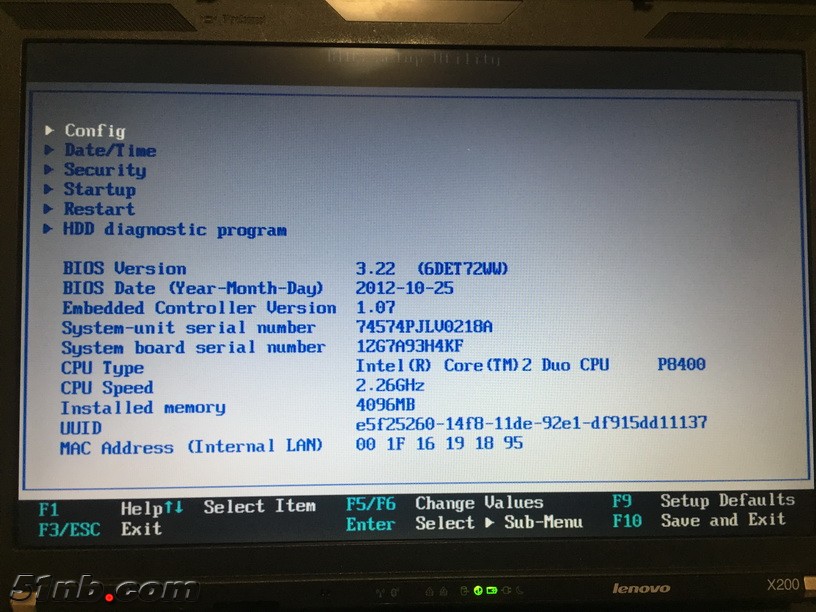 BIOS Setup Utility
Config
Date/Time
Security
Startup
Restart
HDD diagnostic program
BIOS Version 3.22 (6DET72WW)
BIOS Date (Year-Month-Day) 2012-10-25
Embedded Controller Version 1.07
System-unit serial number 74574PJLV0218A
System board serial number 1ZG7A93H4KF
CPU Type Intel(R) Core(TM)2 Duo CPU P8400
CPU Speed 2.26GHz
Installed memory 4096MB
UUID e5f25260-14f8-11de-92e1-df915dd11137
MAC Address (Internal LAN) 00 1F 16 19 18 95
F1 Help ↑↓ Select Item F5/F6 Change Values F9 Setup Defaults
F3/ESC Exit Enter Select ▶ Sub-Menu F10 Save and Exit
51nb.com
lenovo X200